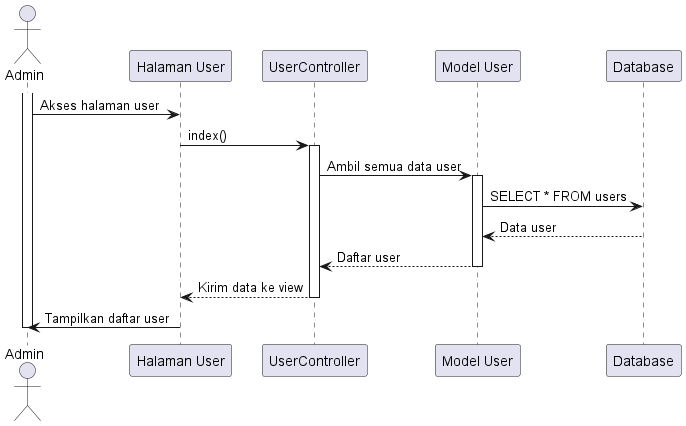 Admin
Halaman User
UserController
Model User
Database
Akses halaman user
index()
Ambil semua data user
SELECT * FROM users
Data user
Daftar user
Kirim data ke view
Tampilkan daftar user
Admin
Halaman User
UserController
Model User
Database